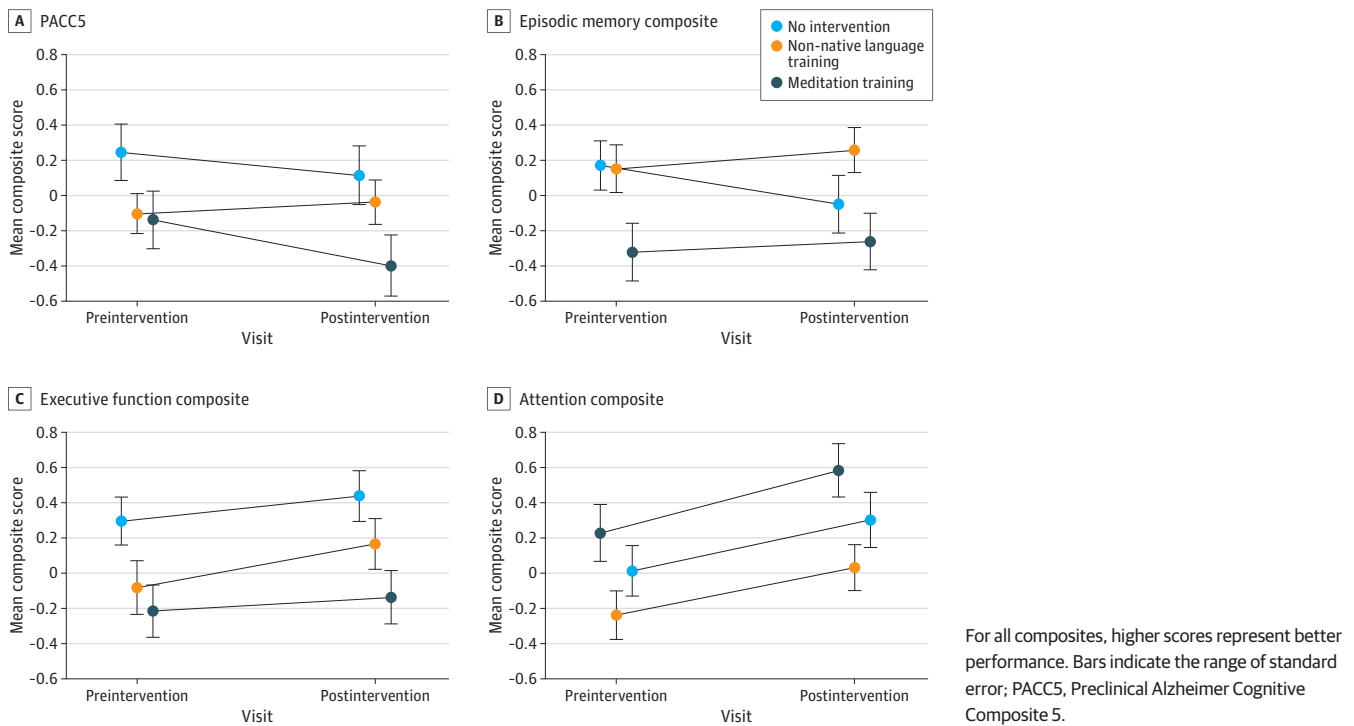 A PACC5
0.8
0.6
0.4
0.2
0
-0.2
-0.4
-0.6
Mean composite score
Preintervention Postintervention
Visit
B Episodic memory composite
No intervention
Non-native language
training
Meditation training
0.8
0.6
0.4
0.2
0
-0.2
-0.4
-0.6
Mean composite score
Preintervention Postintervention
Visit
C Executive function composite
0.8
0.6
0.4
0.2
0
-0.2
-0.4
-0.6
Mean composite score
Preintervention Postintervention
Visit
D Attention composite
0.8
0.6
0.4
0.2
0
-0.2
-0.4
-0.6
Mean composite score
Preintervention Postintervention
Visit
For all composites, higher scores represent better
performance. Bars indicate the range of standard
error; PACC5, Preclinical Alzheimer Cognitive
Composite 5.